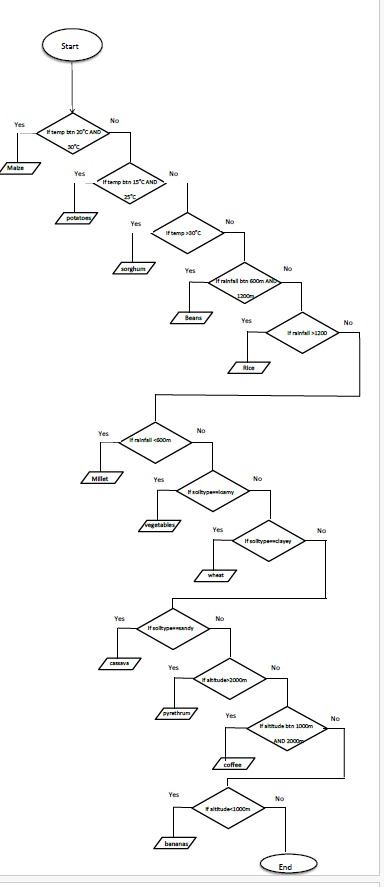 Start
Yes
No
If temp btn 20°C AND
30°C
Maize
Yes
No
If temp btn 15°C AND
25°C
potatoes
Yes
No
If temp >30°C
sorghum
Yes
No
If rainfall btn 600m AND
1200m
Beans
Yes
No
If rainfall >1200
Rice
Yes
No
If rainfall <600m
Millet
Yes
No
If soiltype==loamy
vegetables
Yes
No
If soiltype==clayey
wheat
Yes
No
If soiltype==sandy
cassava
Yes
No
If altitude>2000m
pyrethrum
Yes
No
If altitude btn 1000m
AND 2000m
coffee
Yes
No
If altitude<1000m
bananas
End